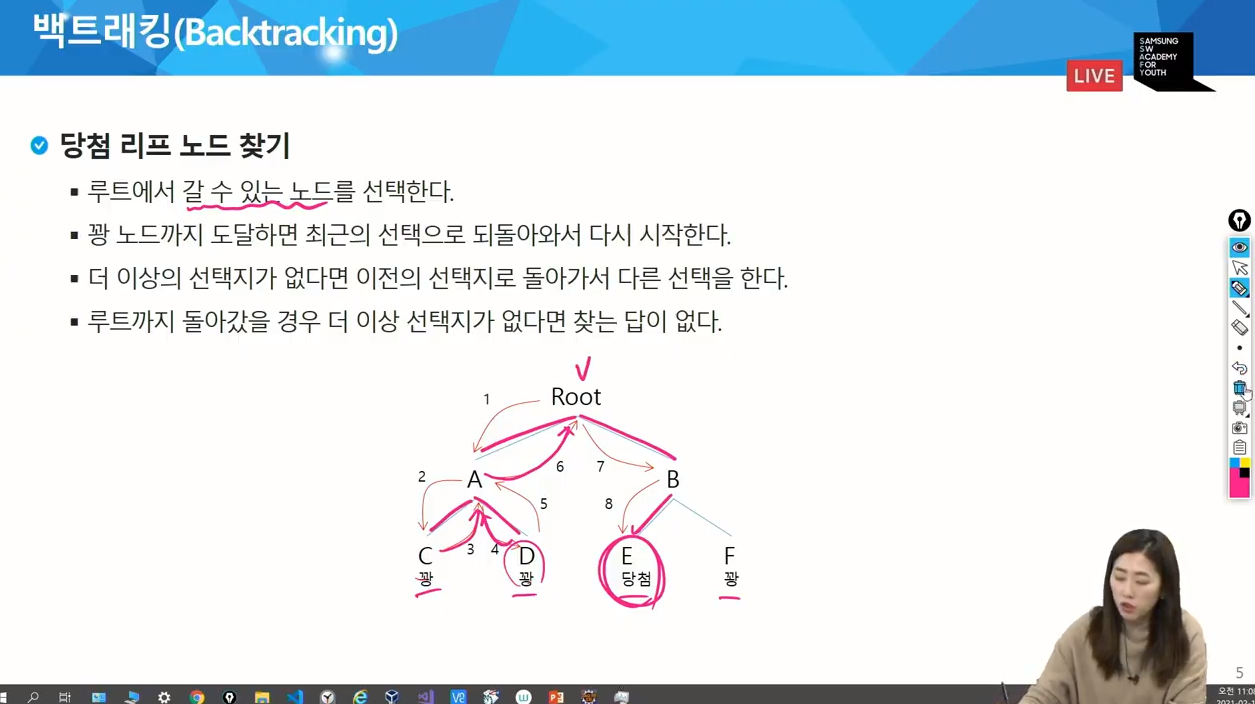 백트래킹(Backtracking)
LIVE
SAMSUNG
SW
ACADEMY
FOR
YOUTH
당첨 리프 노드 찾기
▪ 루트에서 갈 수 있는 노드를 선택한다.
▪ 꽝 노드까지 도달하면 최근의 선택으로 되돌아와서 다시 시작한다.
▪ 더 이상의 선택지가 없다면 이전의 선택지로 돌아가서 다른 선택을 한다.
▪ 루트까지 돌아갔을 경우 더 이상 선택지가 없다면 찾는 답이 없다.
1 Root
6 7
2 A B
5 8
3 4
C D E F
꽝 꽝 당첨 꽝
5
오전 11:08